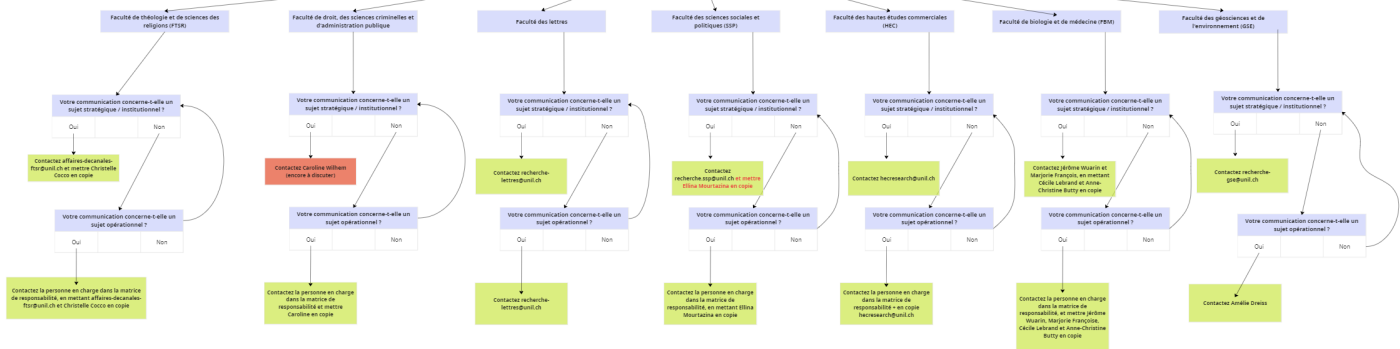 Faculté de théologie et de sciences des
religions (FTSR)
Faculté de droit, des sciences criminelles et
d'administration publique
Faculté des lettres
Faculté des sciences sociales et
politiques (SSP)
Faculté des hautes études commerciales
(HEC)
Faculté de biologie et de médecine (FBM)
Faculté des géosciences et de
l'environnement (GSE)
Votre communication concerne-t-elle un
sujet stratégique / institutionnel ?
Oui
Non
Contactez affaires-decanales-
ftsr@unil.ch et mettre Christelle
Cocco en copie
Votre communication concerne-t-elle un
sujet opérationnel ?
Oui
Non
Contactez la personne en charge dans la matrice
de responsabilité, en mettant affaires-decanales-
ftsr@unil.ch et Christelle Cocco en copie
Votre communication concerne-t-elle un
sujet stratégique / institutionnel ?
Oui
Non
Contactez Caroline Wilhem
(encore à discuter)
Votre communication concerne-t-elle un
sujet opérationnel ?
Oui
Non
Contactez la personne en charge
dans la matrice de
responsabilité et mettre
Caroline en copie
Votre communication concerne-t-elle un
sujet stratégique / institutionnel ?
Oui
Non
Contactez recherche-
lettres@unil.ch
Votre communication concerne-t-elle un
sujet opérationnel ?
Oui
Non
Contactez recherche-
lettres@unil.ch
Votre communication concerne-t-elle un
sujet stratégique / institutionnel ?
Oui
Non
Contactez
recherche.ssp@unil.ch et mettre
Ellina Mourtazina en copie
Votre communication concerne-t-elle un
sujet opérationnel ?
Oui
Non
Contactez la personne en charge
dans la matrice de
responsabilité, en mettant Ellina
Mourtazina en copie
Votre communication concerne-t-elle un
sujet stratégique / institutionnel ?
Oui
Non
Contactez hecresearch@unil.ch
Votre communication concerne-t-elle un
sujet opérationnel ?
Oui
Non
Contactez la personne en charge
dans la matrice de
responsabilité + en copie
hecresearch@unil.ch
Votre communication concerne-t-elle un
sujet stratégique / institutionnel ?
Oui
Non
Contactez Jérôme Wuarin et
Marjorie François, en mettant
Cécile Lebrand et Anne-
Christine Butty en copie
Votre communication concerne-t-elle un
sujet opérationnel ?
Oui
Non
Contactez la personne en charge
dans la matrice de
responsabilité, et mettre Jérôme
Wuarin, Marjorie Françoise,
Cécile Lebrand et Anne-Christine
Butty en copie
Votre communication concerne-t-elle un
sujet stratégique / institutionnel ?
Oui
Non
Contactez recherche-
gse@unil.ch
Votre communication concerne-t-elle un
sujet opérationnel ?
Oui
Non
Contactez Amélie Dreiss